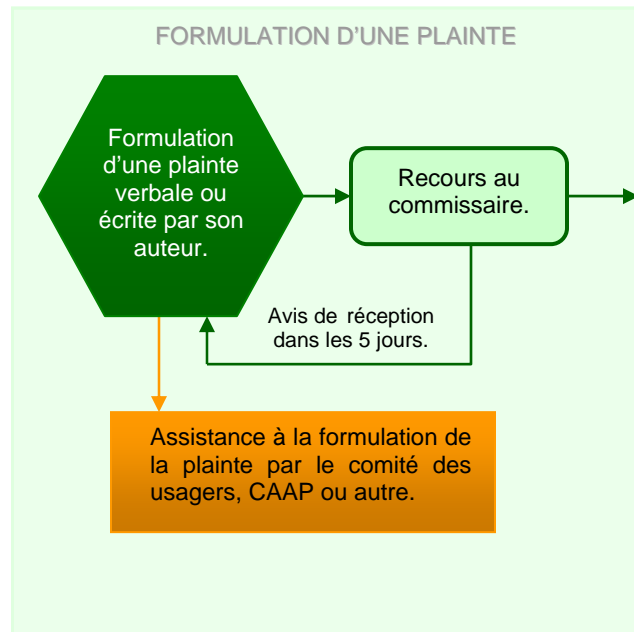 FORMULATION D'UNE PLAINTE
Formulation
d’une plainte
verbale ou
écrite par son
auteur.
Recours au
commissaire.
Avis de réception
dans les 5 jours.
Assistance à la formulation de
la plainte par le comité des
usagers, CAAP ou autre.